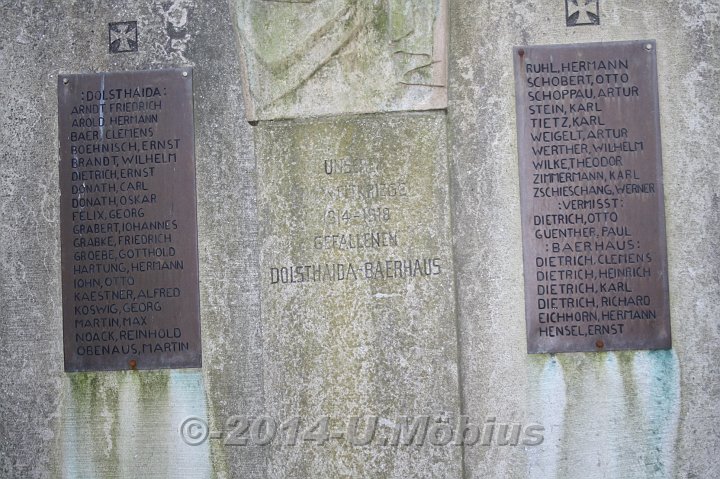 :DOLSTHAIDA:
ARNDT, FRIEDRICH
AROLD, HERMANN
BAER, CLEMENS
BOEHNISCH, ERNST
BRANDT, WILHELM
DIETRICH, ERNST
DONATH, CARL
DONATH, OSKAR
FELIX, GEORG
GRABERT, IOHANNES
GRABKE, FRIEDRICH
GROEBE, GOTTHOLD
HARTUNG, HERMANN
IOHN, OTTO
KAESTNER, ALFRED
KOSWIG, GEORG
MARTIN, MAX
NOACK, REINHOLD
OBENAUS, MARTIN
1914-1918
GEFALLENEN
DOLSTHAIDA-BAERHAUS
RUHL, HERMANN
SCHOBERT, OTTO
SCHOPPAU, ARTUR
STEIN, KARL
TIETZ, KARL
WEIGELT, ARTUR
WERTHER, WILHELM
WILKE, THEODOR
ZIMMERMANN, KARL
ZSCHIESCHANG, WERNER
:VERMISST:
DIETRICH, OTTO
GUENTHER, PAUL
:BAERHAUS:
DIETRICH, CLEMENS
DIETRICH, HEINRICH
DIETRICH, KARL
DIETRICH, RICHARD
EICHHORN, HERMANN
HENSEL, ERNST
©-2014-U.Möbius